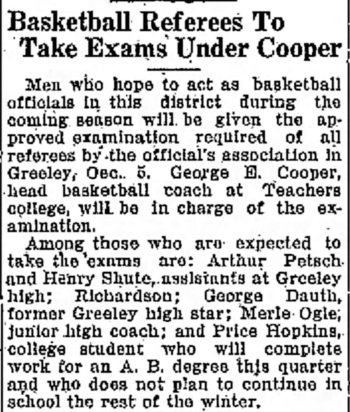 Basketball Referees To
Take Exams Under Cooper
Men who hope to act as basketball
officials in this district during the
coming season will be given the ap-
proved examination required of all
referees by the official's association in
Greeley, Dec. 5. George E. Cooper,
head basketball coach at Teachers
college, will be in charge of the ex-
amination.
Among those who are expected to
take the exams are: Arthur Petsch
and Henry Shute, assistants at Greeley
high; Richardson; George Dauth,
former Greeley high star; Merle Ogle,
junior high coach; and Price Hopkins,
college student who will complete
work for an A. B. degree this quarter
and who does not plan to continue in
school the rest of the winter.